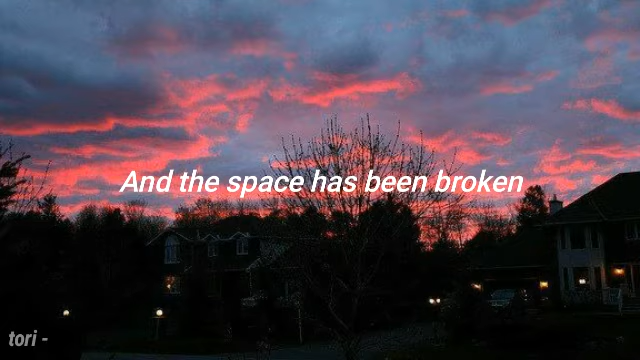 And the space has been broken
tori -